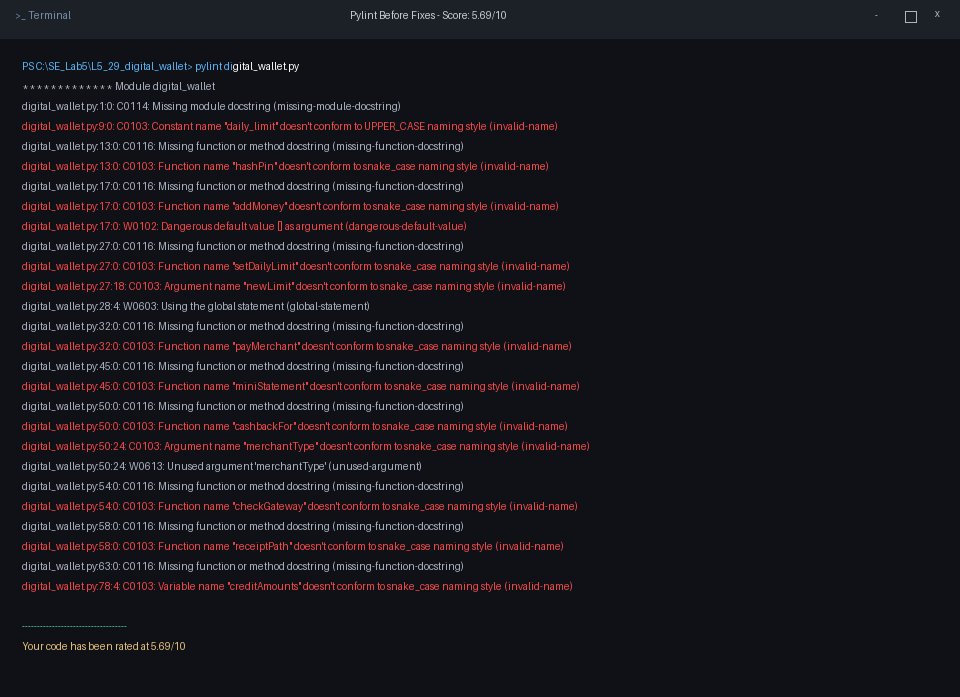 >_ Terminal
Pylint Before Fixes - Score: 5.69/10
- x
PS C:\SE_Lab5\L5_29_digital_wallet> pylint digital_wallet.py
************* Module digital_wallet
digital_wallet.py:1:0: C0114: Missing module docstring (missing-module-docstring)
digital_wallet.py:9:0: C0103: Constant name "daily_limit" doesn't conform to UPPER_CASE naming style (invalid-name)
digital_wallet.py:13:0: C0116: Missing function or method docstring (missing-function-docstring)
digital_wallet.py:13:0: C0103: Function name "hashPin" doesn't conform to snake_case naming style (invalid-name)
digital_wallet.py:17:0: C0116: Missing function or method docstring (missing-function-docstring)
digital_wallet.py:17:0: C0103: Function name "addMoney" doesn't conform to snake_case naming style (invalid-name)
digital_wallet.py:17:0: W0102: Dangerous default value [] as argument (dangerous-default-value)
digital_wallet.py:27:0: C0116: Missing function or method docstring (missing-function-docstring)
digital_wallet.py:27:0: C0103: Function name "setDailyLimit" doesn't conform to snake_case naming style (invalid-name)
digital_wallet.py:27:18: C0103: Argument name "newLimit" doesn't conform to snake_case naming style (invalid-name)
digital_wallet.py:28:4: W0603: Using the global statement (global-statement)
digital_wallet.py:32:0: C0116: Missing function or method docstring (missing-function-docstring)
digital_wallet.py:32:0: C0103: Function name "payMerchant" doesn't conform to snake_case naming style (invalid-name)
digital_wallet.py:45:0: C0116: Missing function or method docstring (missing-function-docstring)
digital_wallet.py:45:0: C0103: Function name "miniStatement" doesn't conform to snake_case naming style (invalid-name)
digital_wallet.py:50:0: C0116: Missing function or method docstring (missing-function-docstring)
digital_wallet.py:50:0: C0103: Function name "cashbackFor" doesn't conform to snake_case naming style (invalid-name)
digital_wallet.py:50:24: C0103: Argument name "merchantType" doesn't conform to snake_case naming style (invalid-name)
digital_wallet.py:50:24: W0613: Unused argument 'merchantType' (unused-argument)
digital_wallet.py:54:0: C0116: Missing function or method docstring (missing-function-docstring)
digital_wallet.py:54:0: C0103: Function name "checkGateway" doesn't conform to snake_case naming style (invalid-name)
digital_wallet.py:58:0: C0116: Missing function or method docstring (missing-function-docstring)
digital_wallet.py:58:0: C0103: Function name "receiptPath" doesn't conform to snake_case naming style (invalid-name)
digital_wallet.py:63:0: C0116: Missing function or method docstring (missing-function-docstring)
digital_wallet.py:78:4: C0103: Variable name "creditAmounts" doesn't conform to snake_case naming style (invalid-name)
-----------------------------------
Your code has been rated at 5.69/10